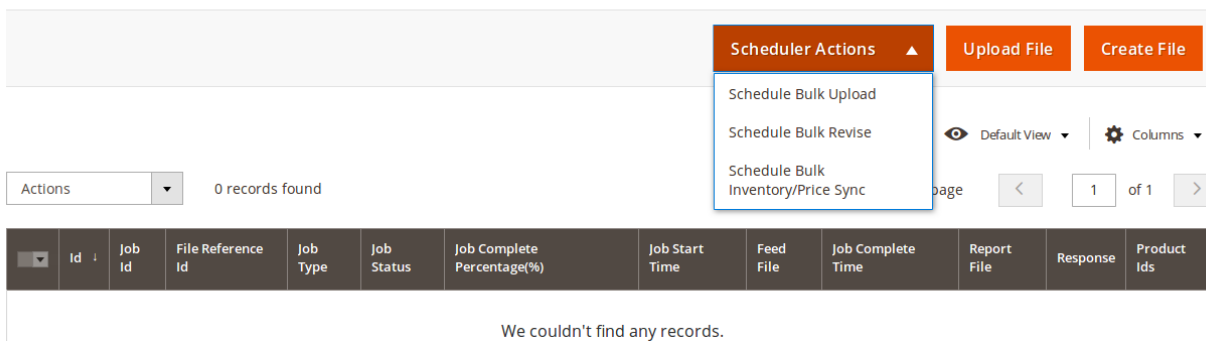 Scheduler Actions
Upload File
Create File
Schedule Bulk Upload
Schedule Bulk Revise
Schedule Bulk
Inventory/Price Sync
Default View
Columns
Actions
0 records found
page
1
of 1
Id
Job
Id
File Reference
Id
Job
Type
Job
Status
Job Complete
Percentage(%)
Job Start
Time
Feed
File
Job Complete
Time
Report
File
Response
Product
Ids
We couldn't find any records.